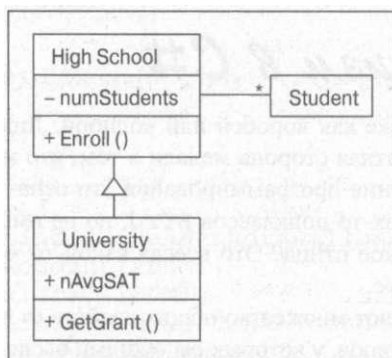 High School
– numStudents
* Student
+ Enroll ()
University
+ nAvgSAT
+ GetGrant ()